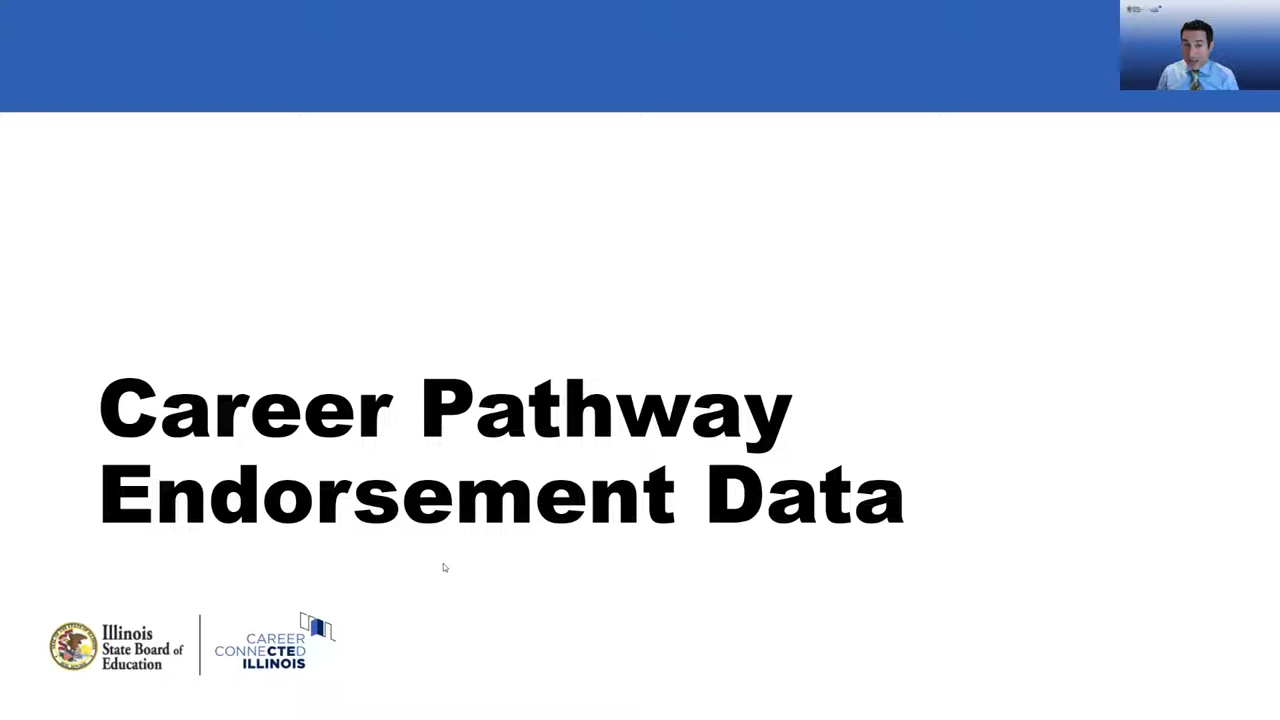 Career Pathway
Endorsement Data
Illinois
State Board of
Education
CAREER
CONNECTED
ILLINOIS